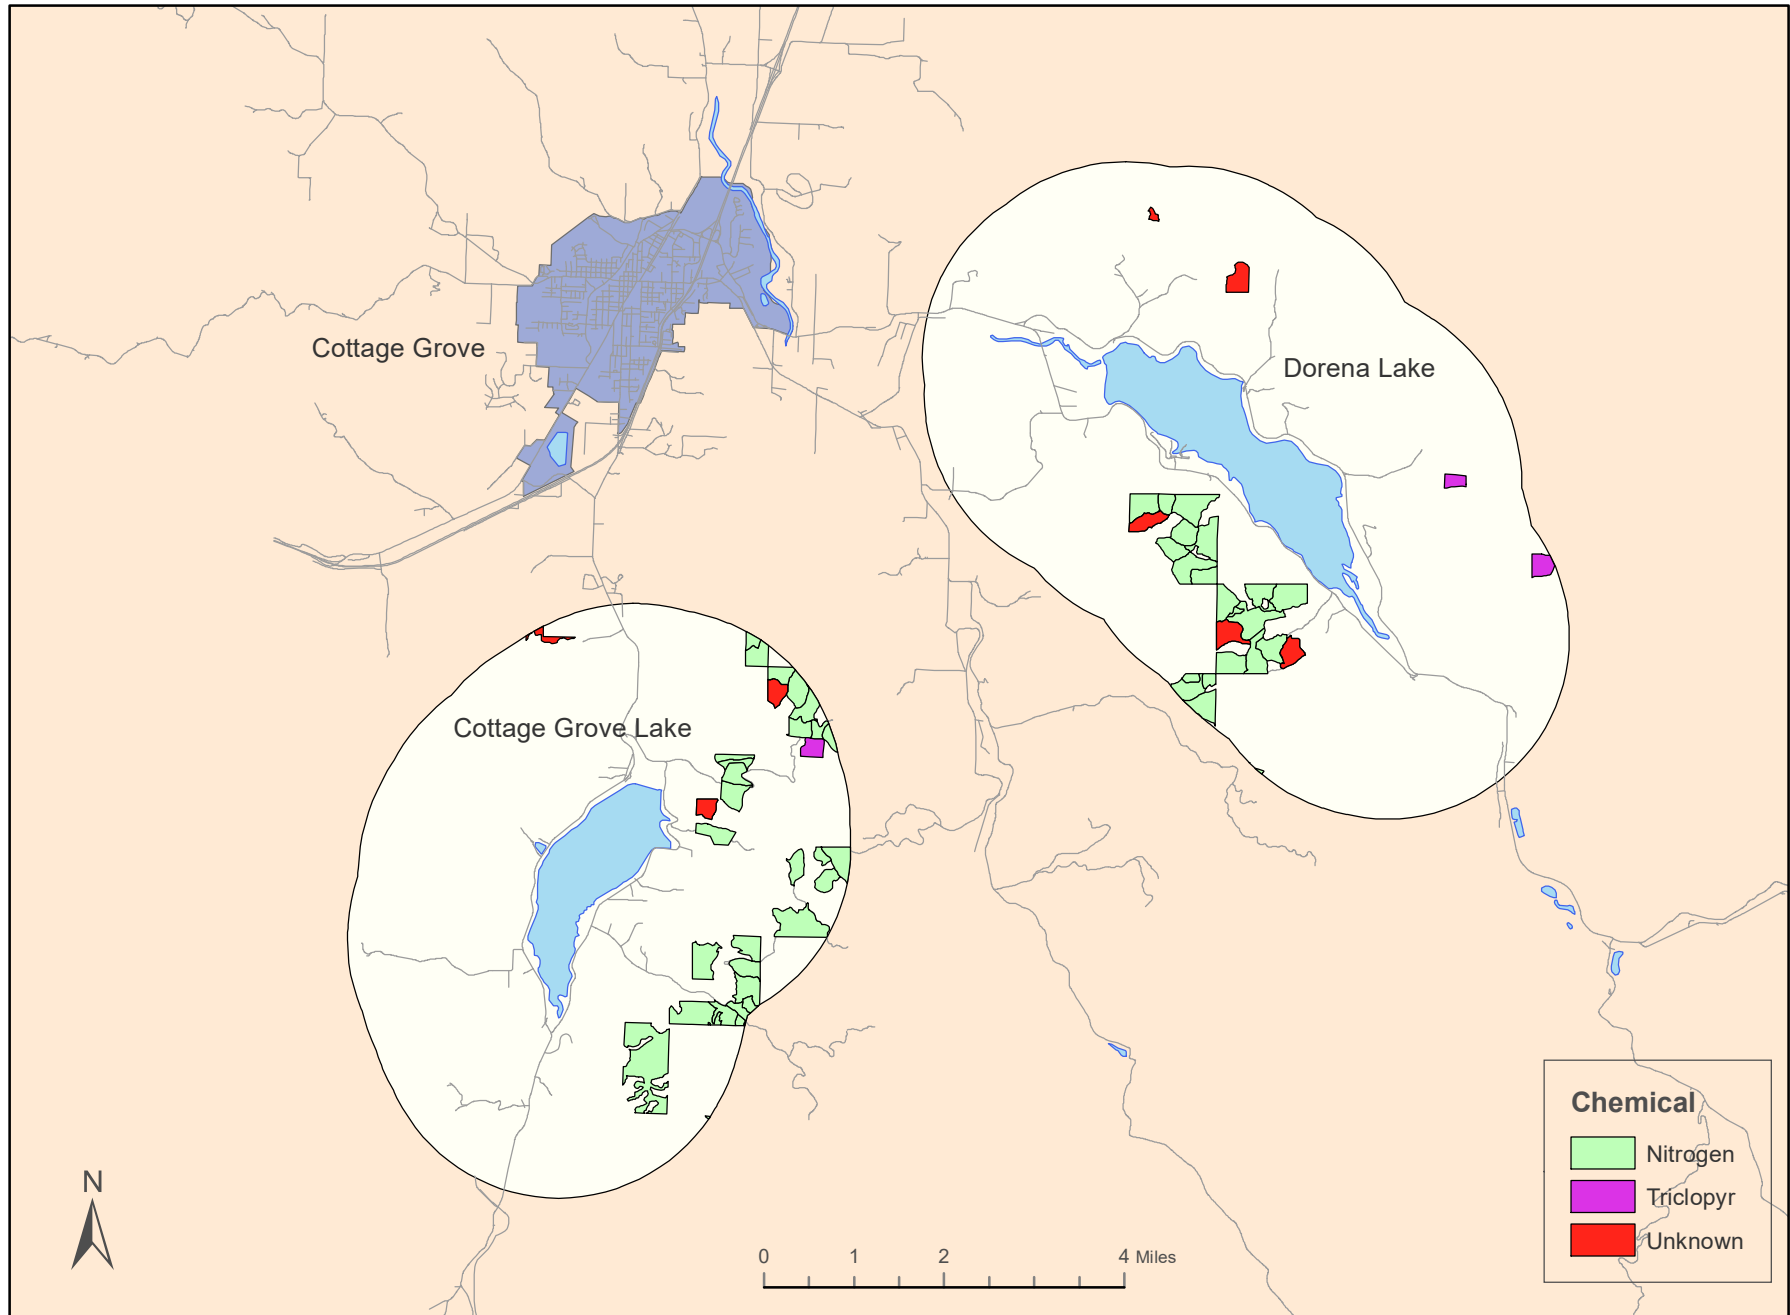 Cottage Grove
Dorena Lake
Cottage Grove Lake
Chemical
Nitrogen
Triclopyr
Unknown
N
0 1 2 4 Miles